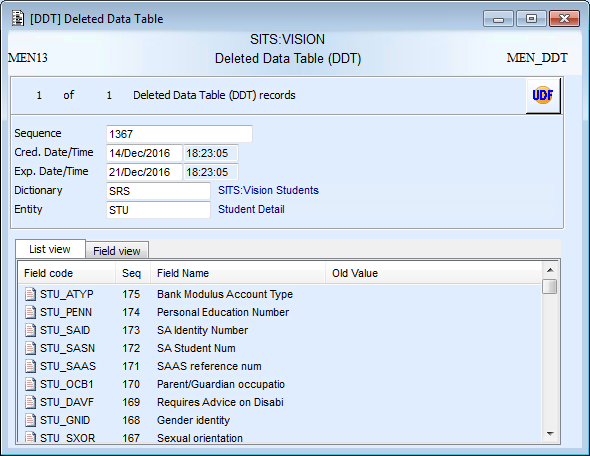 [DDT] Deleted Data Table
SITS:VISION
MEN13 Deleted Data Table (DDT) MEN_DDT
1 of 1 Deleted Data Table (DDT) records UDF
Sequence 1367
Cred. Date/Time 14/Dec/2016 18:23:05
Exp. Date/Time 21/Dec/2016 18:23:05
Dictionary SRS SITS:Vision Students
Entity STU Student Detail
List view Field view
Field code Seq Field Name Old Value
STU_ATYP 175 Bank Modulus Account Type
STU_PENN 174 Personal Education Number
STU_SAID 173 SA Identity Number
STU_SASN 172 SA Student Num
STU_SAAS 171 SAAS reference num
STU_OCB1 170 Parent/Guardian occupatio
STU_DAVF 169 Requires Advice on Disabi
STU_GNID 168 Gender identity
STU_SXOR 167 Sexual orientation